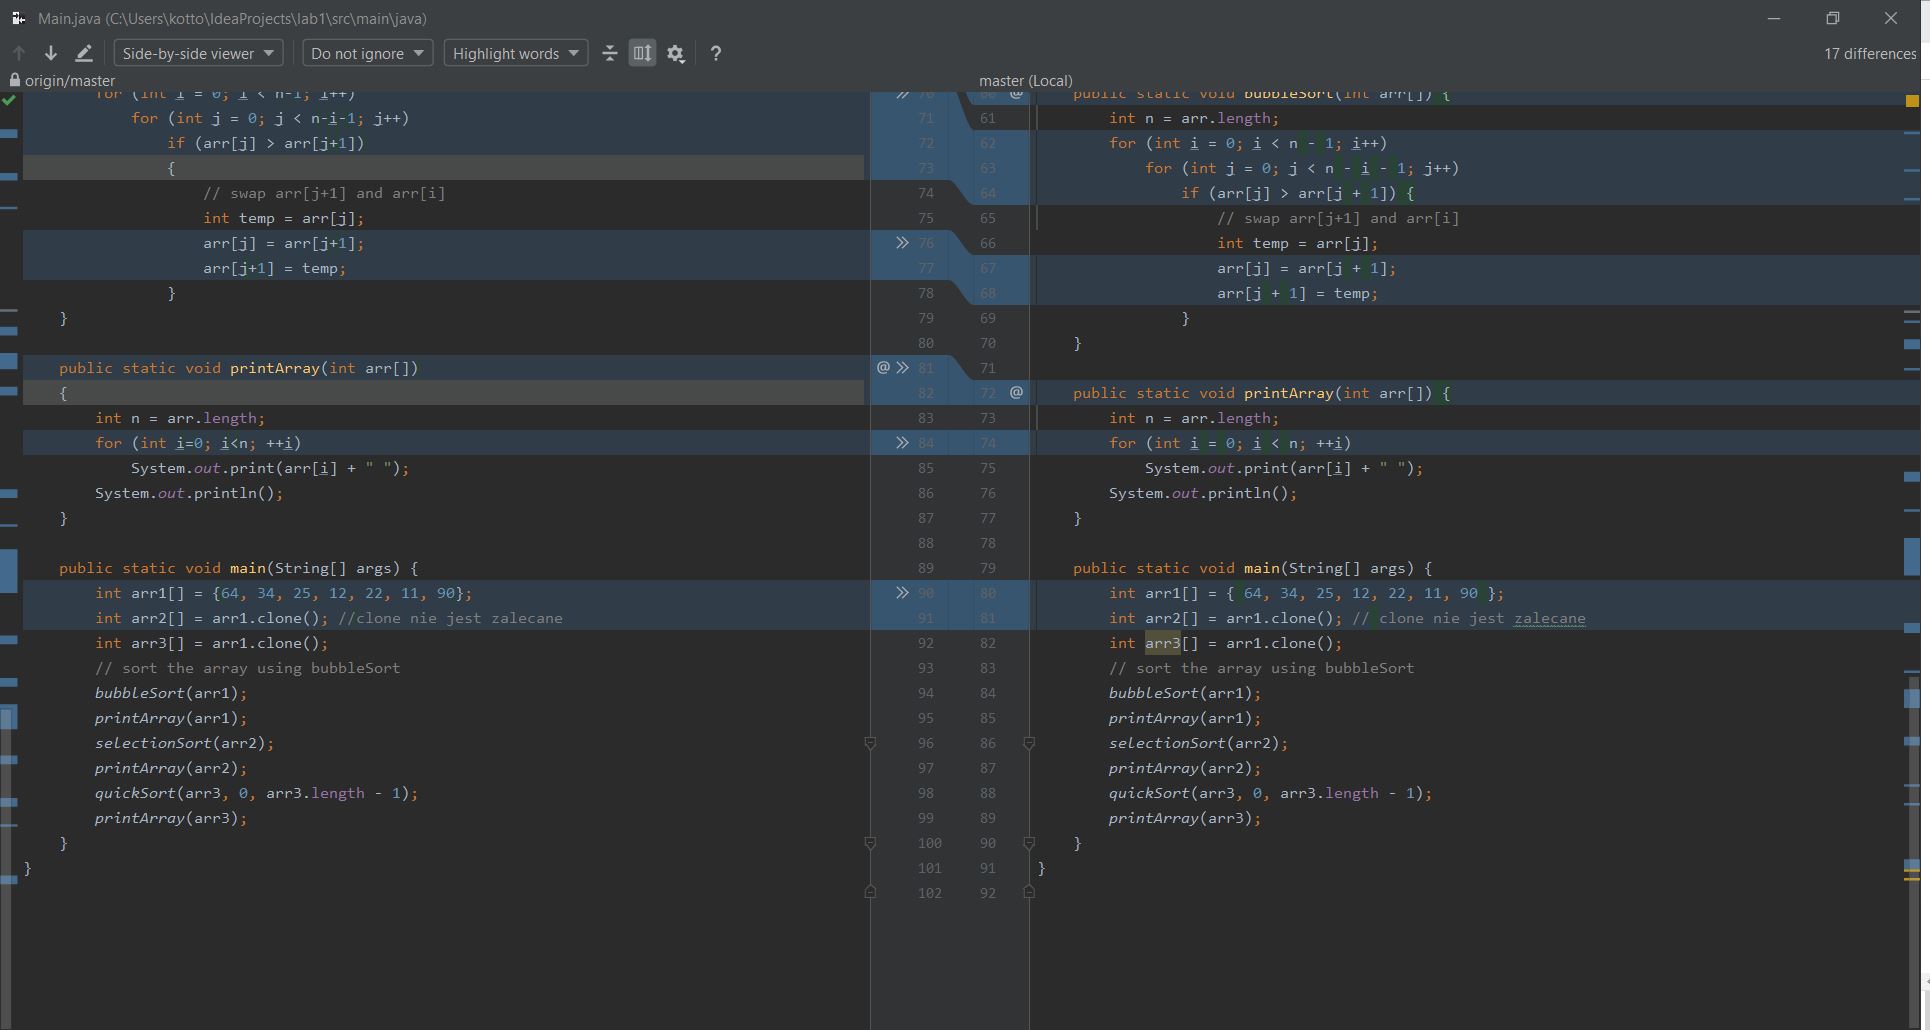 Main.java (C:\Users\kotto\IdeaProjects\lab1\src\main\java)
Side-by-side viewer Do not ignore Highlight words ? 17 differences
origin/master
for (int i = 0; i < n-1; i++)
for (int j = 0; j < n-i-1; j++)
if (arr[j] > arr[j+1])
{
// swap arr[j+1] and arr[i]
int temp = arr[j];
arr[j] = arr[j+1];
arr[j+1] = temp;
}
}
public static void printArray(int arr[])
{
int n = arr.length;
for (int i=0; i<n; ++i)
System.out.print(arr[i] + " ");
System.out.println();
}
public static void main(String[] args) {
int arr1[] = {64, 34, 25, 12, 22, 11, 90};
int arr2[] = arr1.clone(); //clone nie jest zalecane
int arr3[] = arr1.clone();
// sort the array using bubbleSort
bubbleSort(arr1);
printArray(arr1);
selectionSort(arr2);
printArray(arr2);
quickSort(arr3, 0, arr3.length - 1);
printArray(arr3);
}
}
70 60 @
71 61
72 62
73 63
74 64
75 65
76 66
77 67
78 68
79 69
80 70
@ 81 71
82 72 @
83 73
84 74
85 75
86 76
87 77
88 78
89 79
90 80
91 81
92 82
93 83
94 84
95 85
96 86
97 87
98 88
99 89
100 90
101 91
102 92
master (Local)
public static void bubbleSort(int arr[]) {
int n = arr.length;
for (int i = 0; i < n - 1; i++)
for (int j = 0; j < n - i - 1; j++)
if (arr[j] > arr[j + 1]) {
// swap arr[j+1] and arr[i]
int temp = arr[j];
arr[j] = arr[j + 1];
arr[j + 1] = temp;
}
}
public static void printArray(int arr[]) {
int n = arr.length;
for (int i = 0; i < n; ++i)
System.out.print(arr[i] + " ");
System.out.println();
}
public static void main(String[] args) {
int arr1[] = { 64, 34, 25, 12, 22, 11, 90 };
int arr2[] = arr1.clone(); // clone nie jest zalecane
int arr3[] = arr1.clone();
// sort the array using bubbleSort
bubbleSort(arr1);
printArray(arr1);
selectionSort(arr2);
printArray(arr2);
quickSort(arr3, 0, arr3.length - 1);
printArray(arr3);
}
}